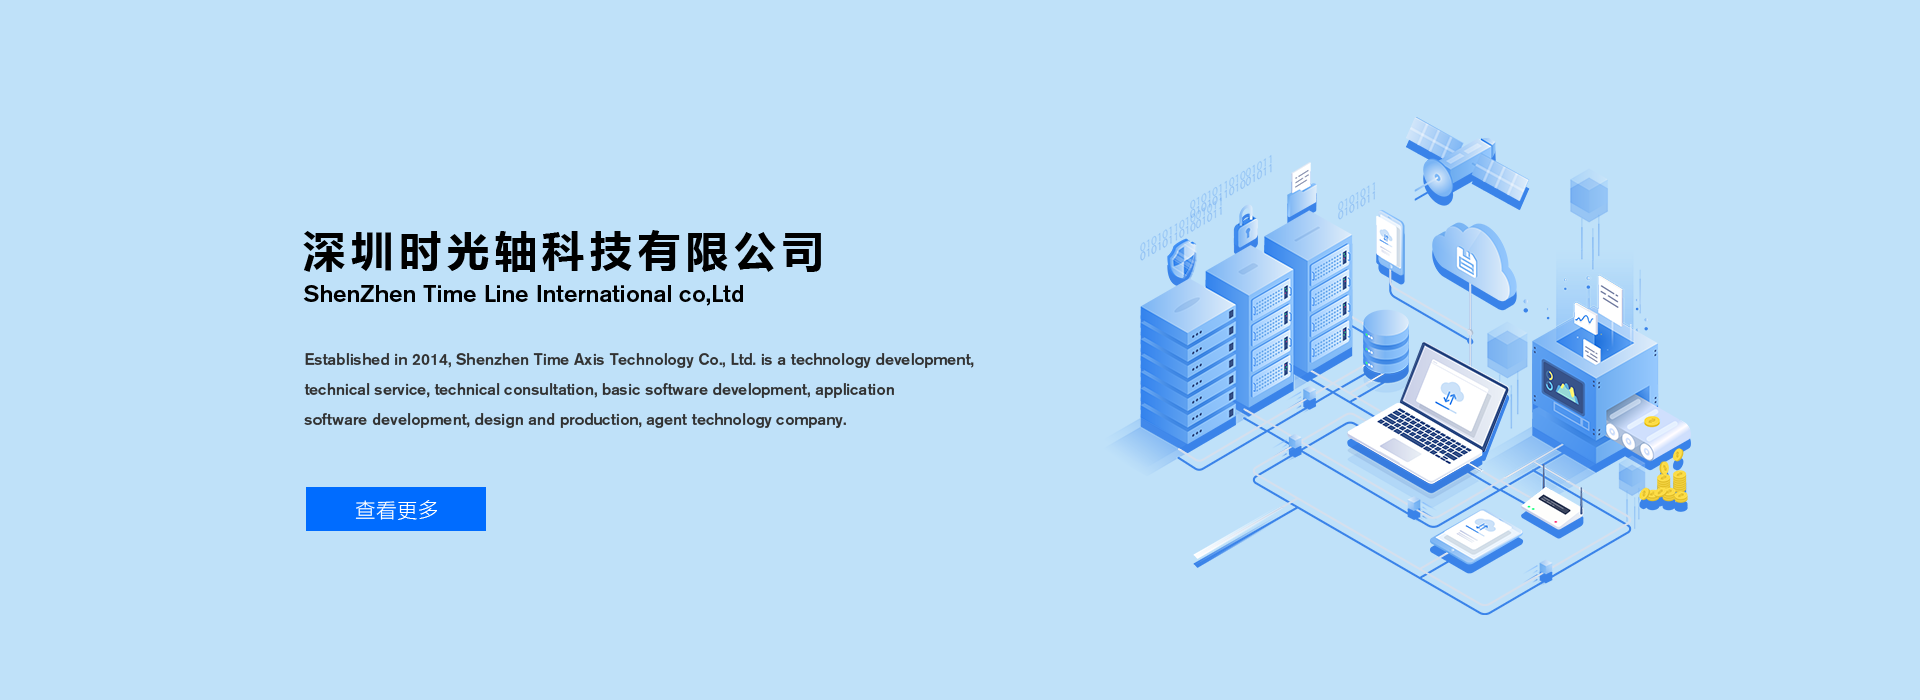 深圳时光轴科技有限公司
ShenZhen Time Line International co,Ltd
Established in 2014, Shenzhen Time Axis Technology Co., Ltd. is a technology development,
technical service, technical consultation, basic software development, application
software development, design and production, agent technology company.
查看更多